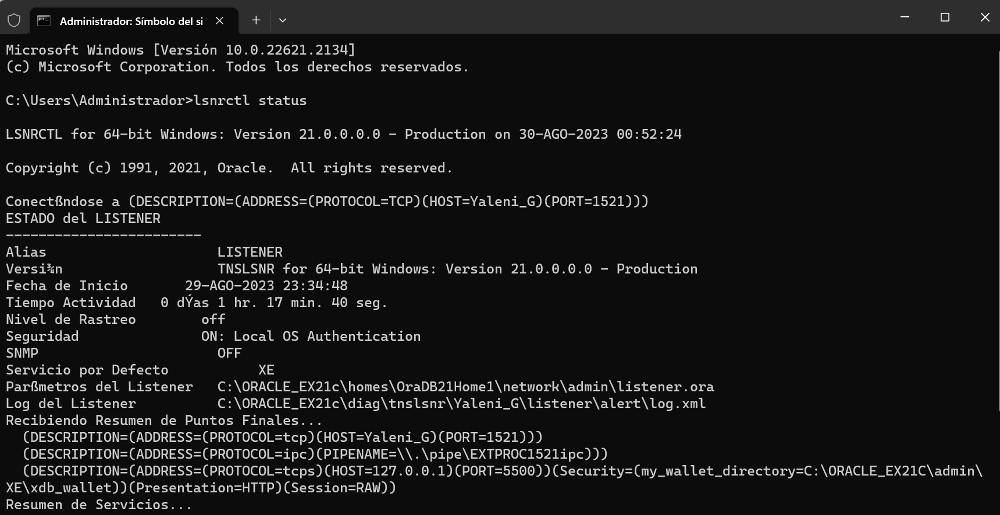 Administrador: Símbolo del si
Microsoft Windows [Versión 10.0.22621.2134]
(c) Microsoft Corporation. Todos los derechos reservados.
C:\Users\Administrador>lsnrctl status
LSNRCTL for 64-bit Windows: Version 21.0.0.0.0 - Production on 30-AGO-2023 00:52:24
Copyright (c) 1991, 2021, Oracle.  All rights reserved.
Conectßndose a (DESCRIPTION=(ADDRESS=(PROTOCOL=TCP)(HOST=Yaleni_G)(PORT=1521)))
ESTADO del LISTENER
------------------------
Alias                     LISTENER
Versi¾n                   TNSLSNR for 64-bit Windows: Version 21.0.0.0.0 - Production
Fecha de Inicio       29-AGO-2023 23:34:48
Tiempo Actividad   0 dÝas 1 hr. 17 min. 40 seg.
Nivel de Rastreo        off
Seguridad               ON: Local OS Authentication
SNMP                      OFF
Servicio por Defecto           XE
Parßmetros del Listener   C:\ORACLE_EX21c\homes\OraDB21Home1\network\admin\listener.ora
Log del Listener          C:\ORACLE_EX21c\diag\tnslsnr\Yaleni_G\listener\alert\log.xml
Recibiendo Resumen de Puntos Finales...
  (DESCRIPTION=(ADDRESS=(PROTOCOL=tcp)(HOST=Yaleni_G)(PORT=1521)))
  (DESCRIPTION=(ADDRESS=(PROTOCOL=ipc)(PIPENAME=\\.\pipe\EXTPROC1521ipc)))
  (DESCRIPTION=(ADDRESS=(PROTOCOL=tcps)(HOST=127.0.0.1)(PORT=5500))(Security=(my_wallet_directory=C:\ORACLE_EX21C\admin\
XE\xdb_wallet))(Presentation=HTTP)(Session=RAW))
Resumen de Servicios...